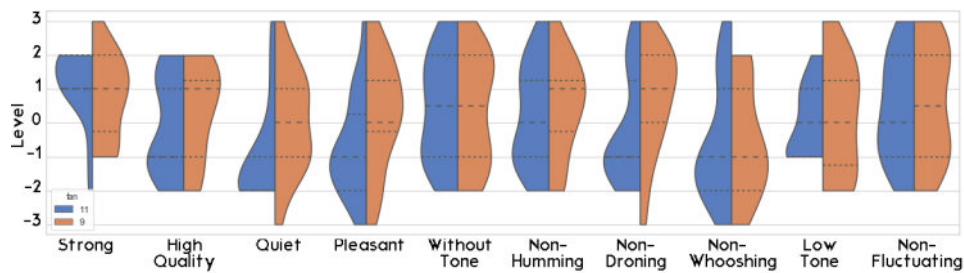 3
2
1
0
-1
-2
-3
Level
fan
11
9
Strong
High
Quality
Quiet
Pleasant
Without
Tone
Non-
Humming
Non-
Droning
Non-
Whooshing
Low
Tone
Non-
Fluctuating